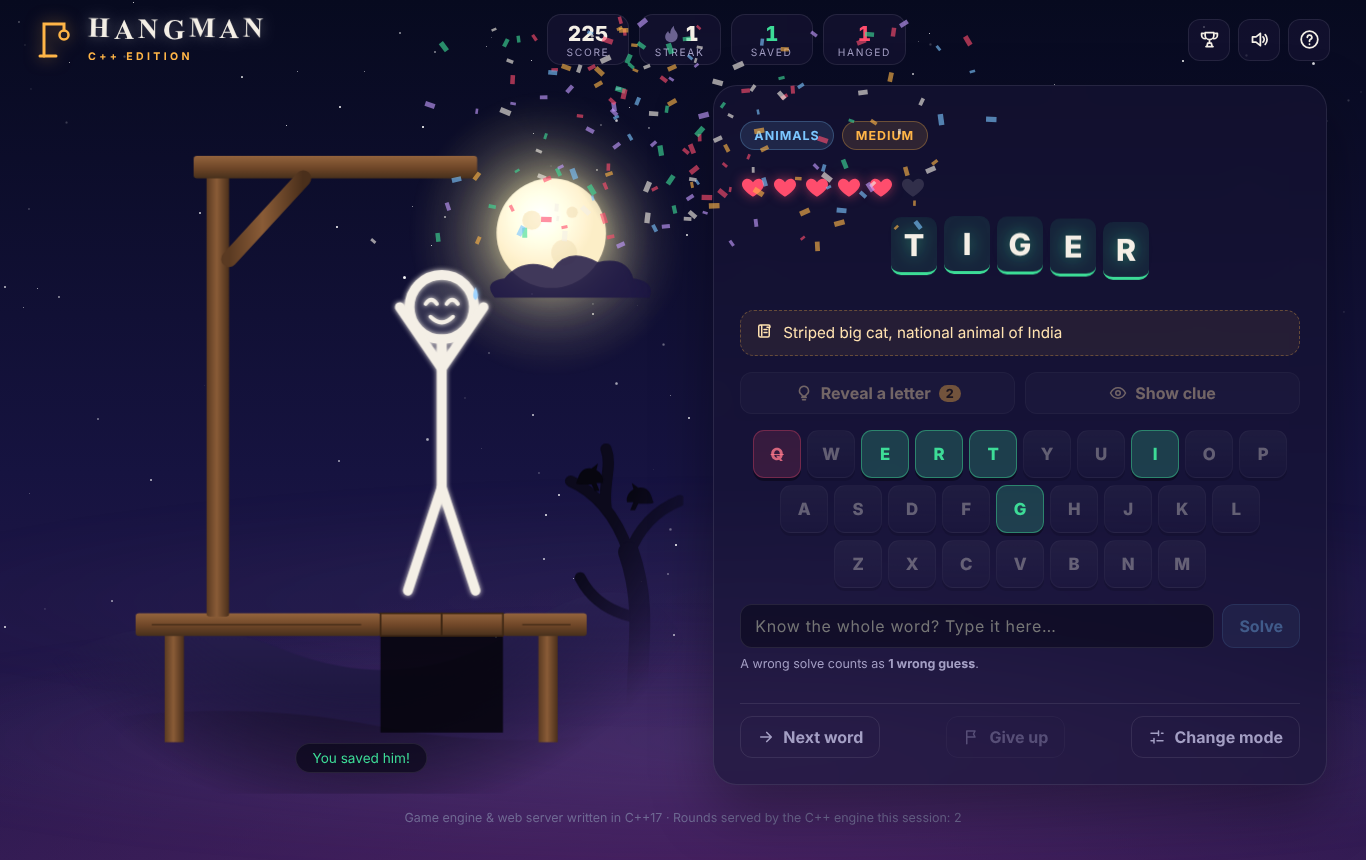 HANGMAN
C++ EDITION
225
SCORE
1
STREAK
1
SAVED
1
HANGED
ANIMALS
MEDIUM
TIGER
Striped big cat, national animal of India
Reveal a letter 2
Show clue
Q W E R T Y U I O P
A S D F G H J K L
Z X C V B N M
Know the whole word? Type it here...
Solve
A wrong solve counts as 1 wrong guess.
Next word
Give up
Change mode
You saved him!
Game engine & web server written in C++17 · Rounds served by the C++ engine this session: 2